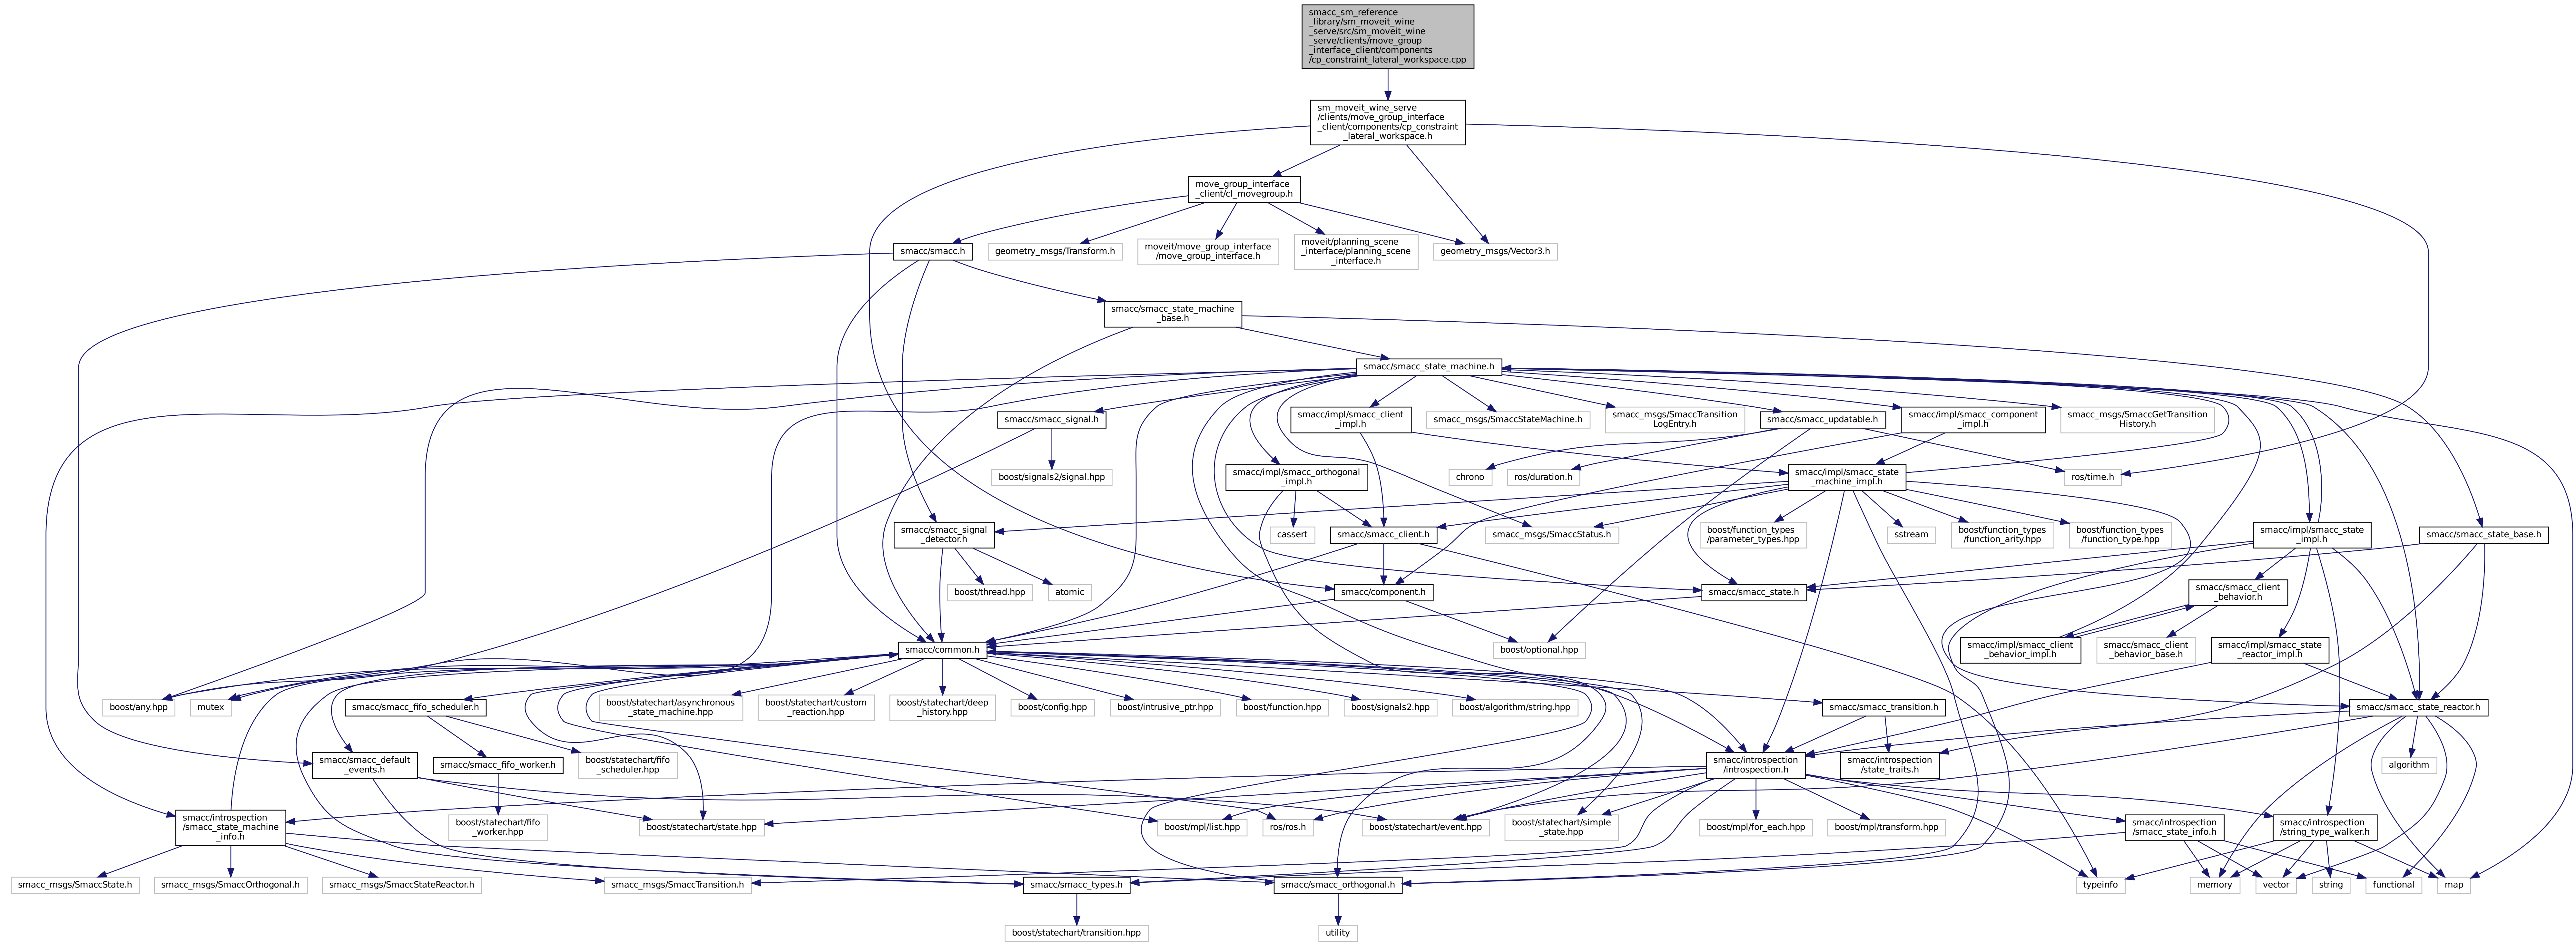 smacc_sm_reference
_library/sm_moveit_wine
_serve/src/sm_moveit_wine
_serve/clients/move_group
_interface_client/components
/cp_constraint_lateral_workspace.cpp
sm_moveit_wine_serve
/clients/move_group_interface
_client/components/cp_constraint
_lateral_workspace.h
move_group_interface
_client/cl_movegroup.h
smacc/smacc.h
geometry_msgs/Transform.h
moveit/move_group_interface
/move_group_interface.h
moveit/planning_scene
_interface/planning_scene
_interface.h
geometry_msgs/Vector3.h
smacc/smacc_state_machine
_base.h
smacc/smacc_state_machine.h
smacc/smacc_signal.h
smacc/impl/smacc_client
_impl.h
smacc_msgs/SmaccStateMachine.h
smacc_msgs/SmaccTransition
LogEntry.h
smacc/smacc_updatable.h
smacc/impl/smacc_component
_impl.h
smacc_msgs/SmaccGetTransition
History.h
boost/signals2/signal.hpp
smacc/impl/smacc_orthogonal
_impl.h
chrono
ros/duration.h
smacc/impl/smacc_state
_machine_impl.h
ros/time.h
smacc/smacc_signal
_detector.h
cassert
smacc/smacc_client.h
smacc_msgs/SmaccStatus.h
boost/function_types
/parameter_types.hpp
sstream
boost/function_types
/function_arity.hpp
boost/function_types
/function_type.hpp
smacc/impl/smacc_state
_impl.h
smacc/smacc_state_base.h
boost/thread.hpp
atomic
smacc/component.h
smacc/smacc_state.h
smacc/smacc_client
_behavior.h
smacc/common.h
boost/optional.hpp
smacc/impl/smacc_client
_behavior_impl.h
smacc/smacc_client
_behavior_base.h
smacc/impl/smacc_state
_reactor_impl.h
boost/any.hpp
mutex
smacc/smacc_fifo_scheduler.h
boost/statechart/asynchronous
_state_machine.hpp
boost/statechart/custom
_reaction.hpp
boost/statechart/deep
_history.hpp
boost/config.hpp
boost/intrusive_ptr.hpp
boost/function.hpp
boost/signals2.hpp
boost/algorithm/string.hpp
smacc/smacc_transition.h
smacc/smacc_state_reactor.h
smacc/smacc_default
_events.h
smacc/smacc_fifo_worker.h
boost/statechart/fifo
_scheduler.hpp
smacc/introspection
/introspection.h
smacc/introspection
/state_traits.h
algorithm
smacc/introspection
/smacc_state_machine
_info.h
boost/statechart/fifo
_worker.hpp
boost/statechart/state.hpp
boost/mpl/list.hpp
ros/ros.h
boost/statechart/event.hpp
boost/statechart/simple
_state.hpp
boost/mpl/for_each.hpp
boost/mpl/transform.hpp
smacc/introspection
/smacc_state_info.h
smacc/introspection
/string_type_walker.h
smacc_msgs/SmaccState.h
smacc_msgs/SmaccOrthogonal.h
smacc_msgs/SmaccStateReactor.h
smacc_msgs/SmaccTransition.h
smacc/smacc_types.h
smacc/smacc_orthogonal.h
typeinfo
memory
vector
string
functional
map
boost/statechart/transition.hpp
utility